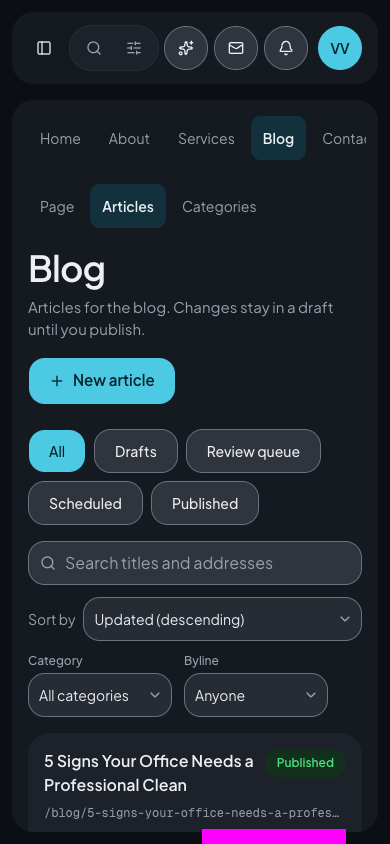 VV
Home About Services Blog Contac
Page Articles Categories
Blog
Articles for the blog. Changes stay in a draft
until you publish.
+ New article
All Drafts Review queue
Scheduled Published
Search titles and addresses
Sort by Updated (descending)
Category Byline
All categories Anyone
5 Signs Your Office Needs a Published
Professional Clean
/blog/5-signs-your-office-needs-a-profes…